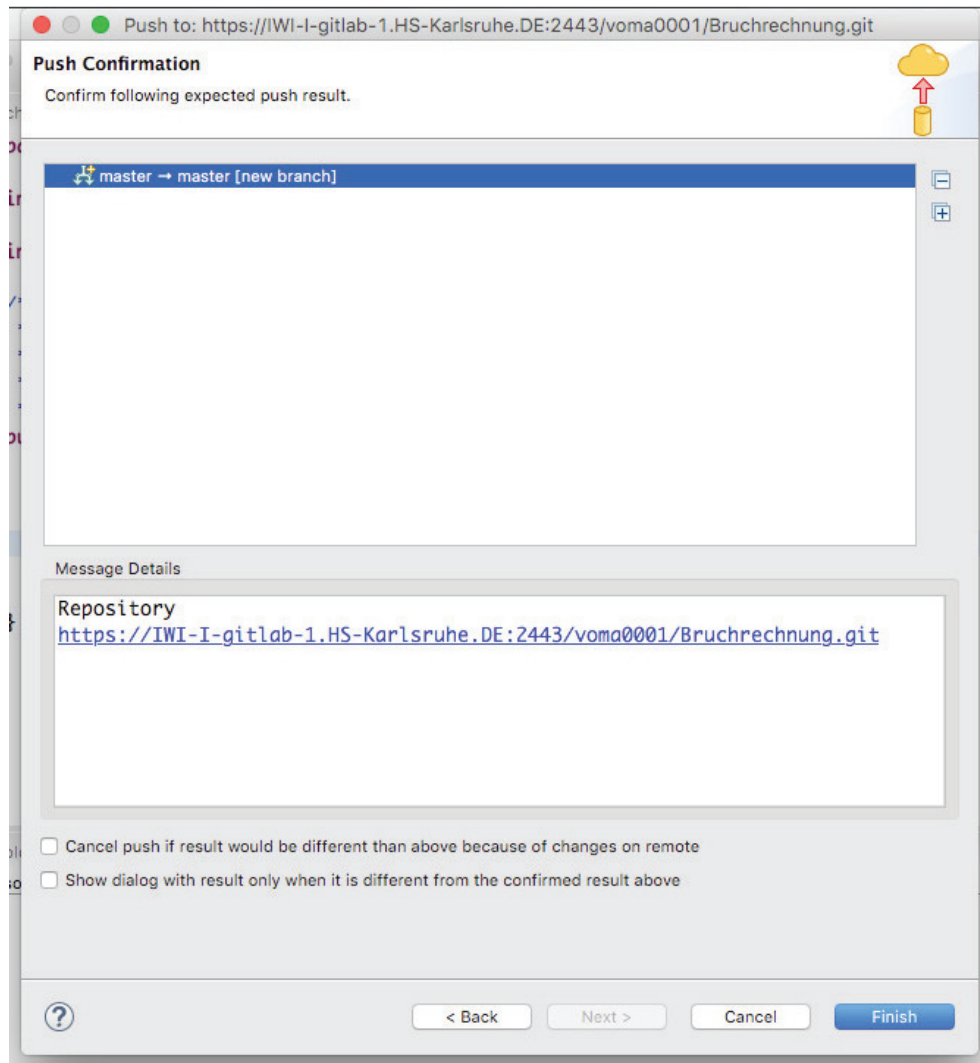 Push to: https://IWI-I-gitlab-1.HS-Karlsruhe.DE:2443/voma0001/Bruchrechnung.git
Push Confirmation
Confirm following expected push result.
master → master [new branch]
Message Details
Repository
https://IWI-I-gitlab-1.HS-Karlsruhe.DE:2443/voma0001/Bruchrechnung.git
Cancel push if result would be different than above because of changes on remote
Show dialog with result only when it is different from the confirmed result above
< Back
Next >
Cancel
Finish